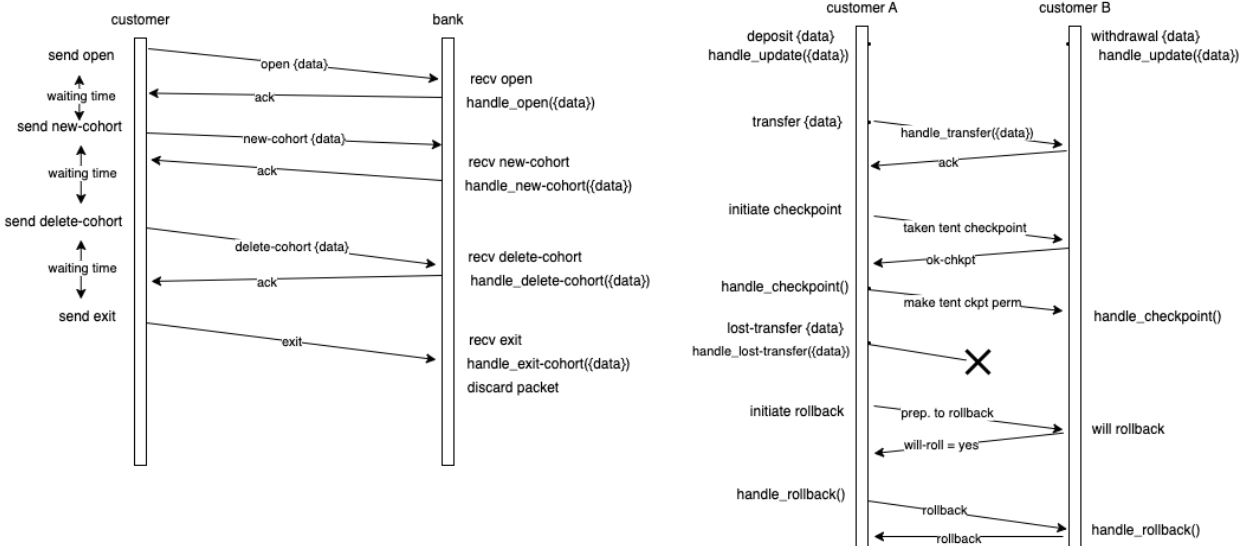 customer
bank
send open
open {data}
recv open
waiting time
ack
handle_open({data})
send new-cohort
new-cohort {data}
recv new-cohort
waiting time
ack
handle_new-cohort({data})
send delete-cohort
delete-cohort {data}
recv delete-cohort
waiting time
ack
handle_delete-cohort({data})
send exit
exit
recv exit
handle_exit-cohort({data})
discard packet
customer A
customer B
deposit {data}
handle_update({data})
withdrawal {data}
handle_update({data})
transfer {data}
handle_transfer({data})
ack
initiate checkpoint
taken tent checkpoint
ok-chkpt
handle_checkpoint()
make tent ckpt perm
handle_checkpoint()
lost-transfer {data}
handle_lost-transfer({data})
initiate rollback
prep. to rollback
will rollback
will-roll = yes
handle_rollback()
rollback
handle_rollback()
rollback